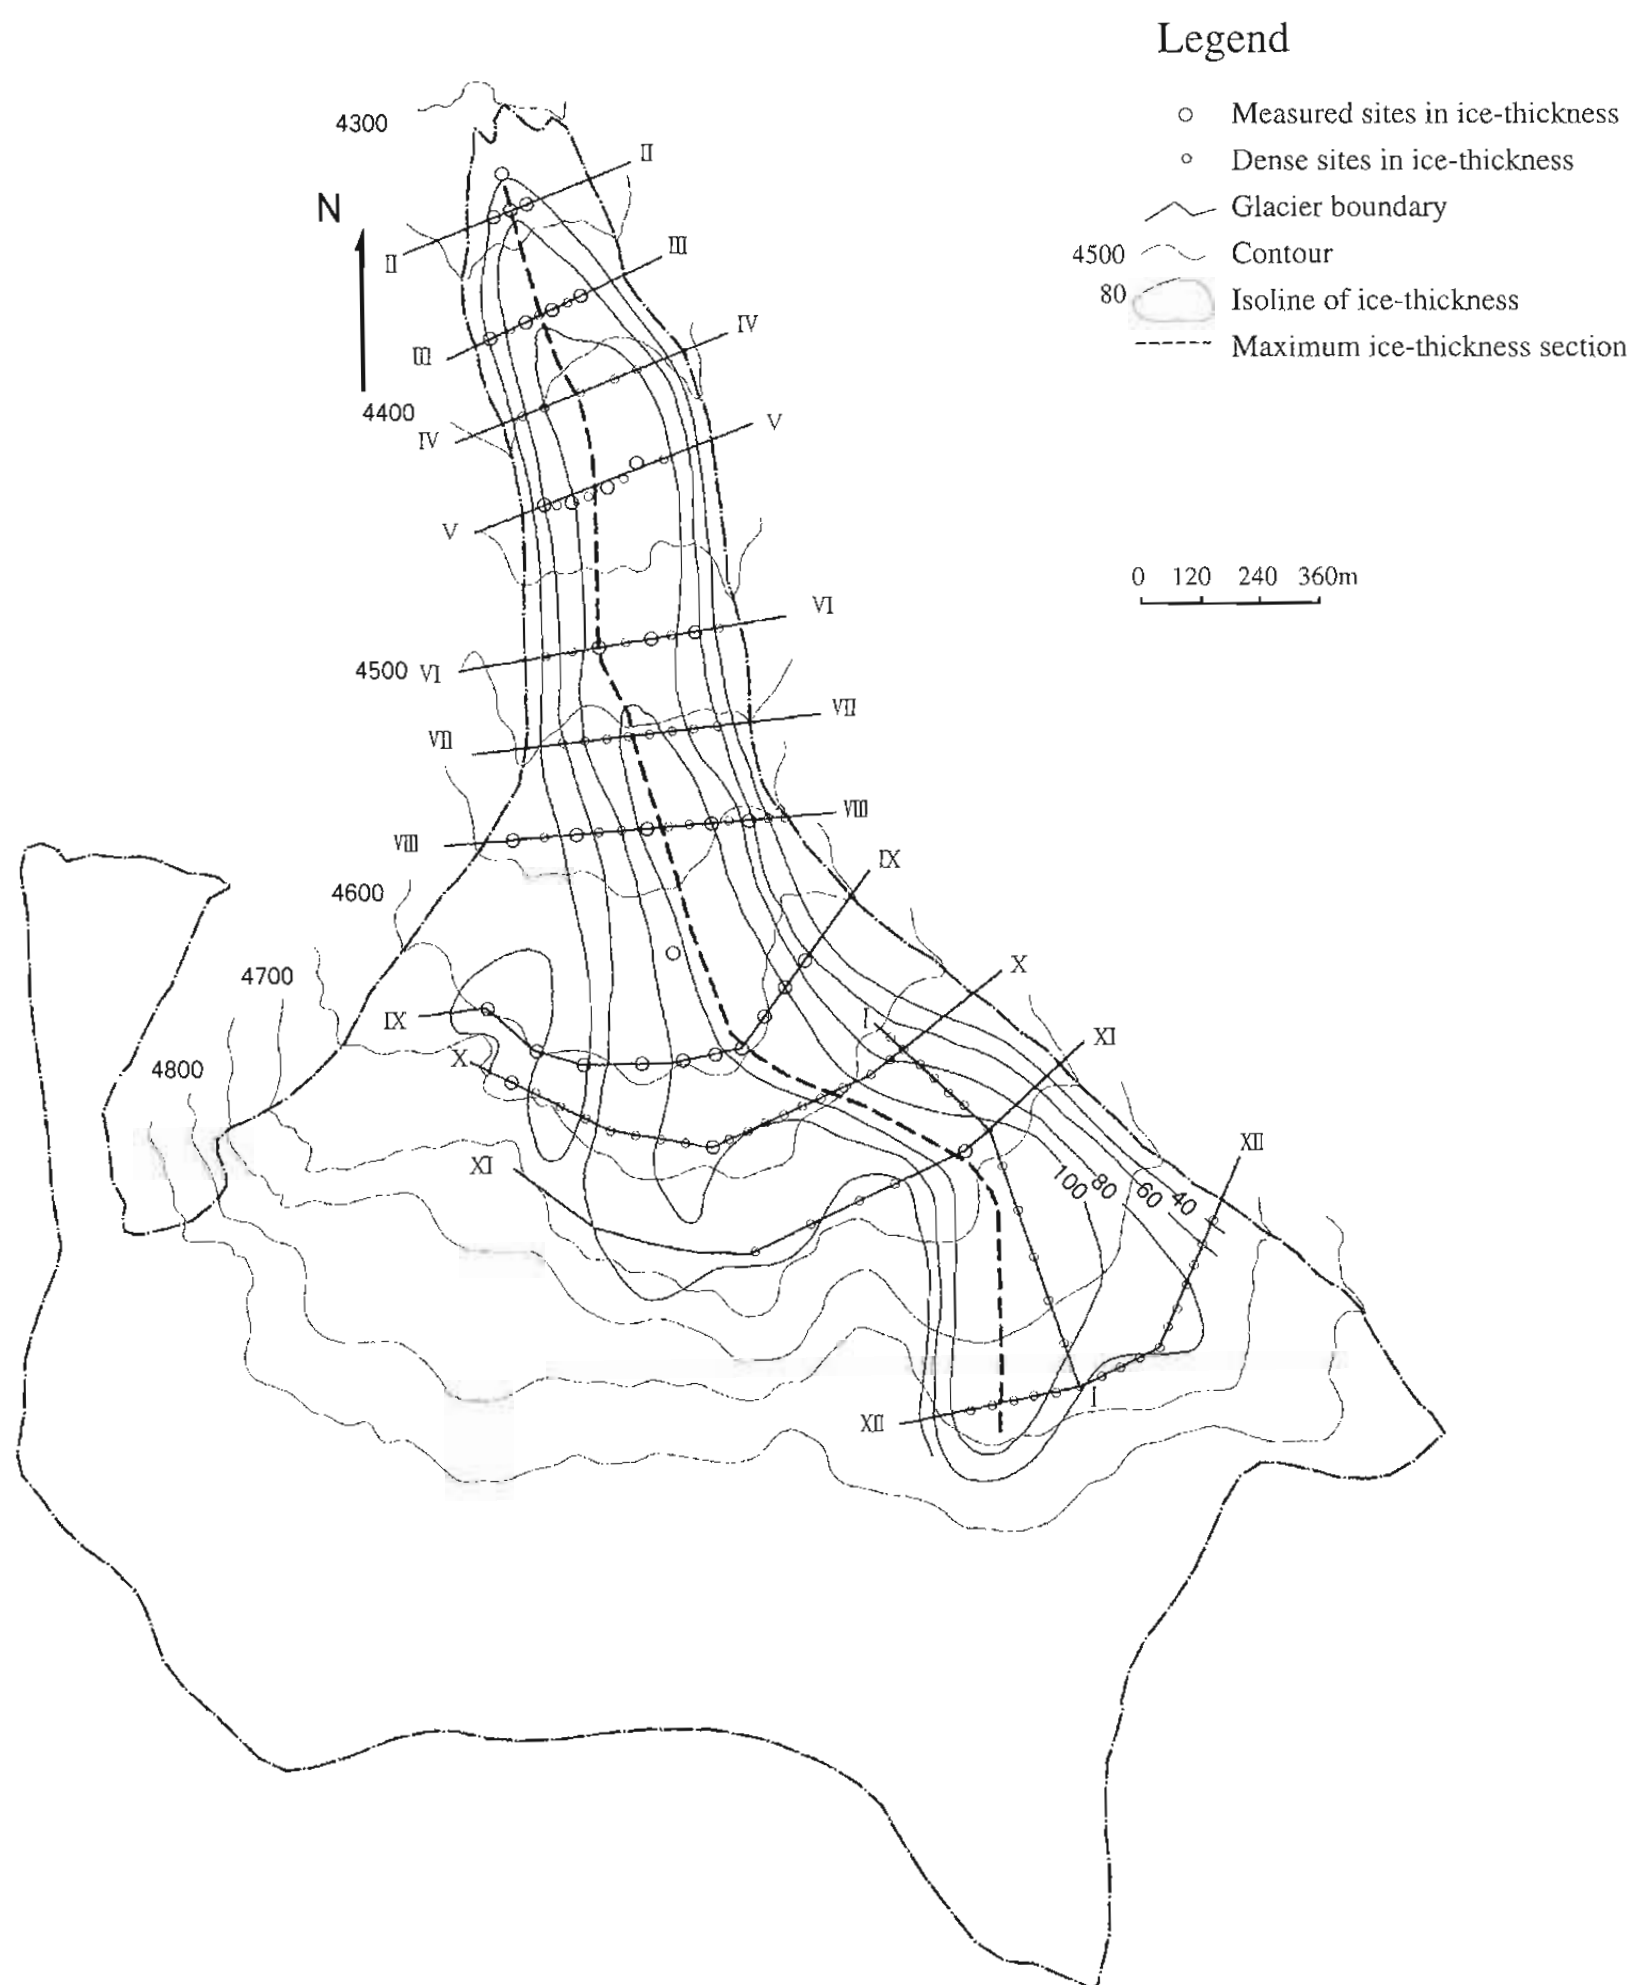 Legend
Measured sites in ice-thickness
Dense sites in ice-thickness
Glacier boundary
4500 Contour
80 Isoline of ice-thickness
Maximum ice-thickness section
4300
II
N
II
III
III
IV
4400
IV
V
V
0 120 240 360m
VI
4500 VI
VII
VII
VIII
VIII
IX
4600
X
4700
IX
I
XI
X
4800
XII
XI
100 80 60 40
I
XII